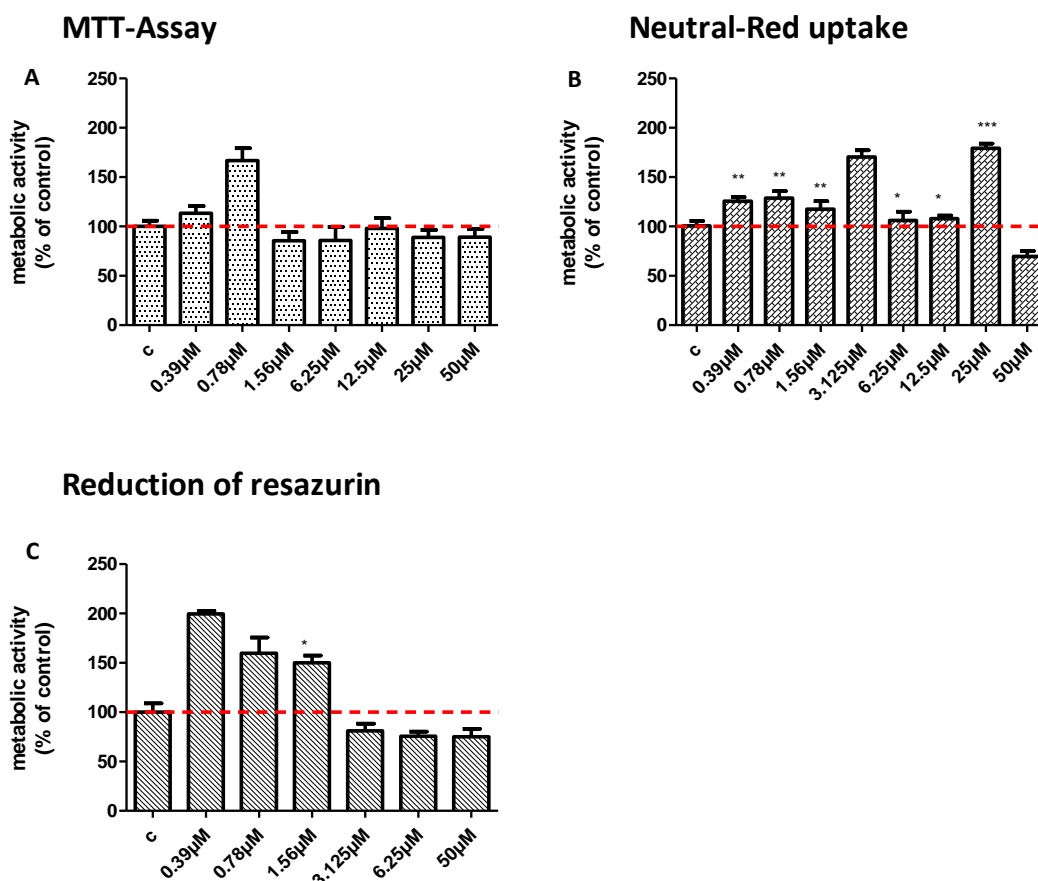 MTT-Assay
A
metabolic activity
(% of control)
250
200
150
100
50
0
c
0.39µM
0.78µM
1.56µM
6.25µM
12.5µM
25µM
50µM
Neutral-Red uptake
B
metabolic activity
(% of control)
250
200
150
100
50
0
**
**
**
*
*
***
c
0.39µM
0.78µM
1.56µM
3.125µM
6.25µM
12.5µM
25µM
50µM
Reduction of resazurin
C
metabolic activity
(% of control)
250
200
150
100
50
0
*
c
0.39µM
0.78µM
1.56µM
3.125µM
6.25µM
50µM